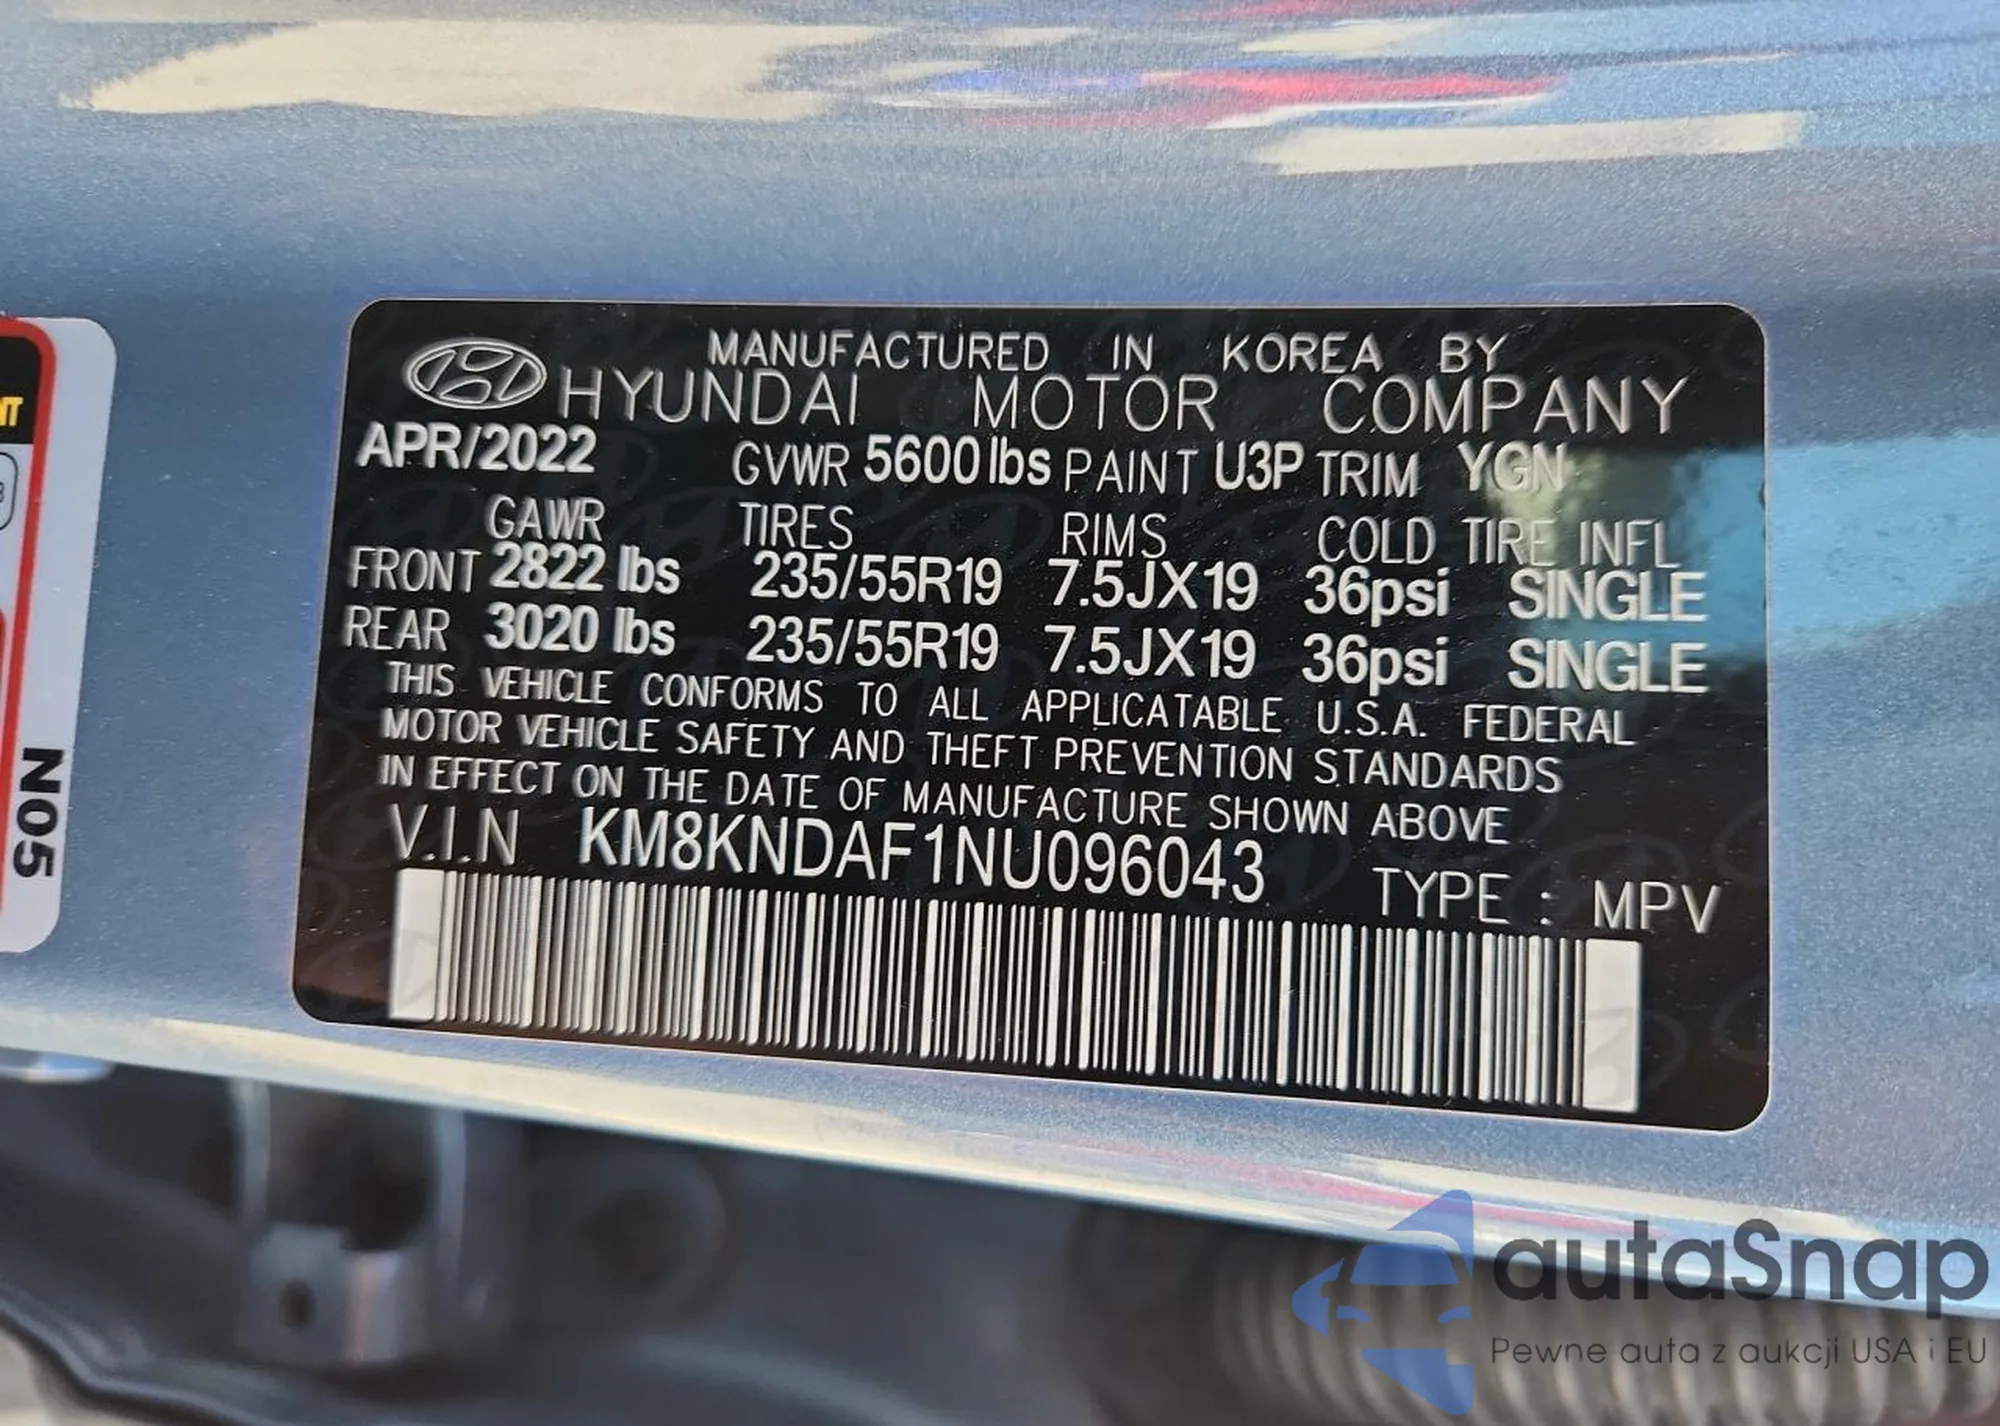 MANUFACTURED IN KOREA BY
HYUNDAI MOTOR COMPANY
APR/2022 GVWR 5600 lbs PAINT U3P TRIM YGN
GAWR TIRES RIMS COLD TIRE INFL
FRONT 2822 lbs 235/55R19 7.5JX19 36psi SINGLE
REAR 3020 lbs 235/55R19 7.5JX19 36psi SINGLE
THIS VEHICLE CONFORMS TO ALL APPLICATABLE U.S.A. FEDERAL
MOTOR VEHICLE SAFETY AND THEFT PREVENTION STANDARDS
IN EFFECT ON THE DATE OF MANUFACTURE SHOWN ABOVE
V.I.N KM8KNDAF1NU096043 TYPE : MPV
N05
autaSnap
Pewne auta z aukcji USA i EU